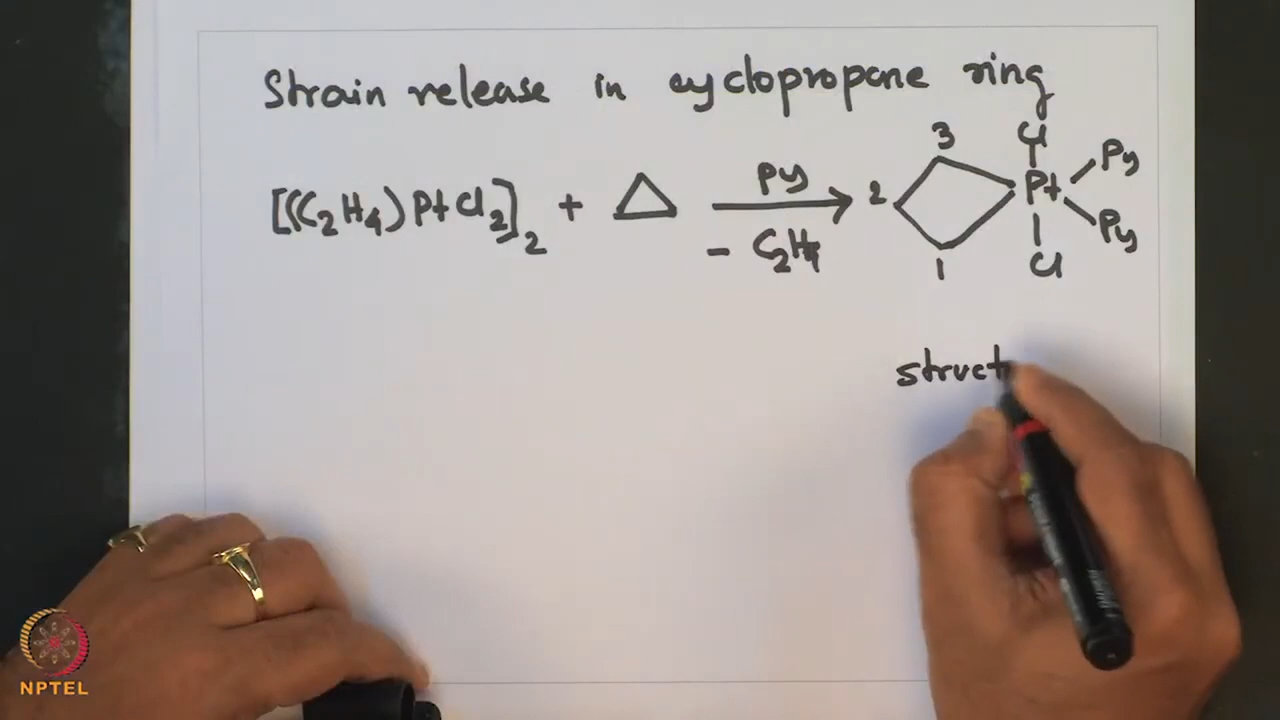 Strain release in cyclopropane ring
[(C2H4)PtCl2]2 + △ Py - C2H4
3
2
1
Cl
Pt
Py
Py
Cl
struct
NPTEL